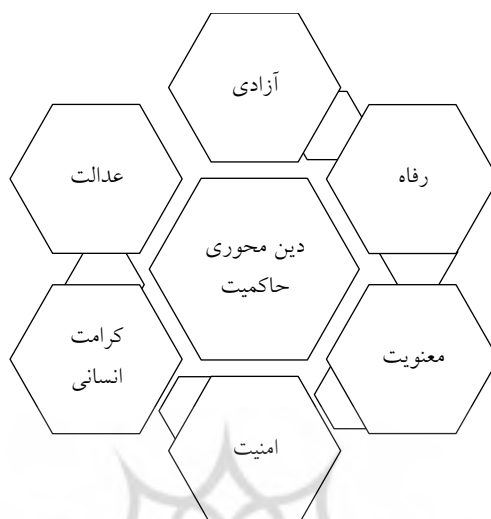 آزادی
رفاه
عدالت
دین محوری
حاکمیت
معنویت
کرامت
انسانی
امنیت